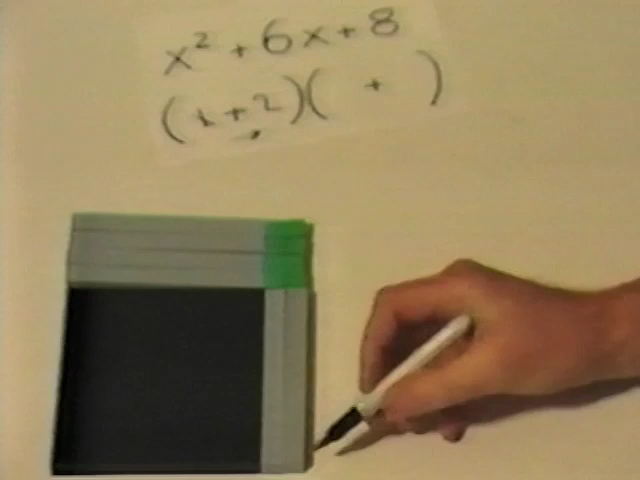 x² + 6x + 8
(x + 2)( + )